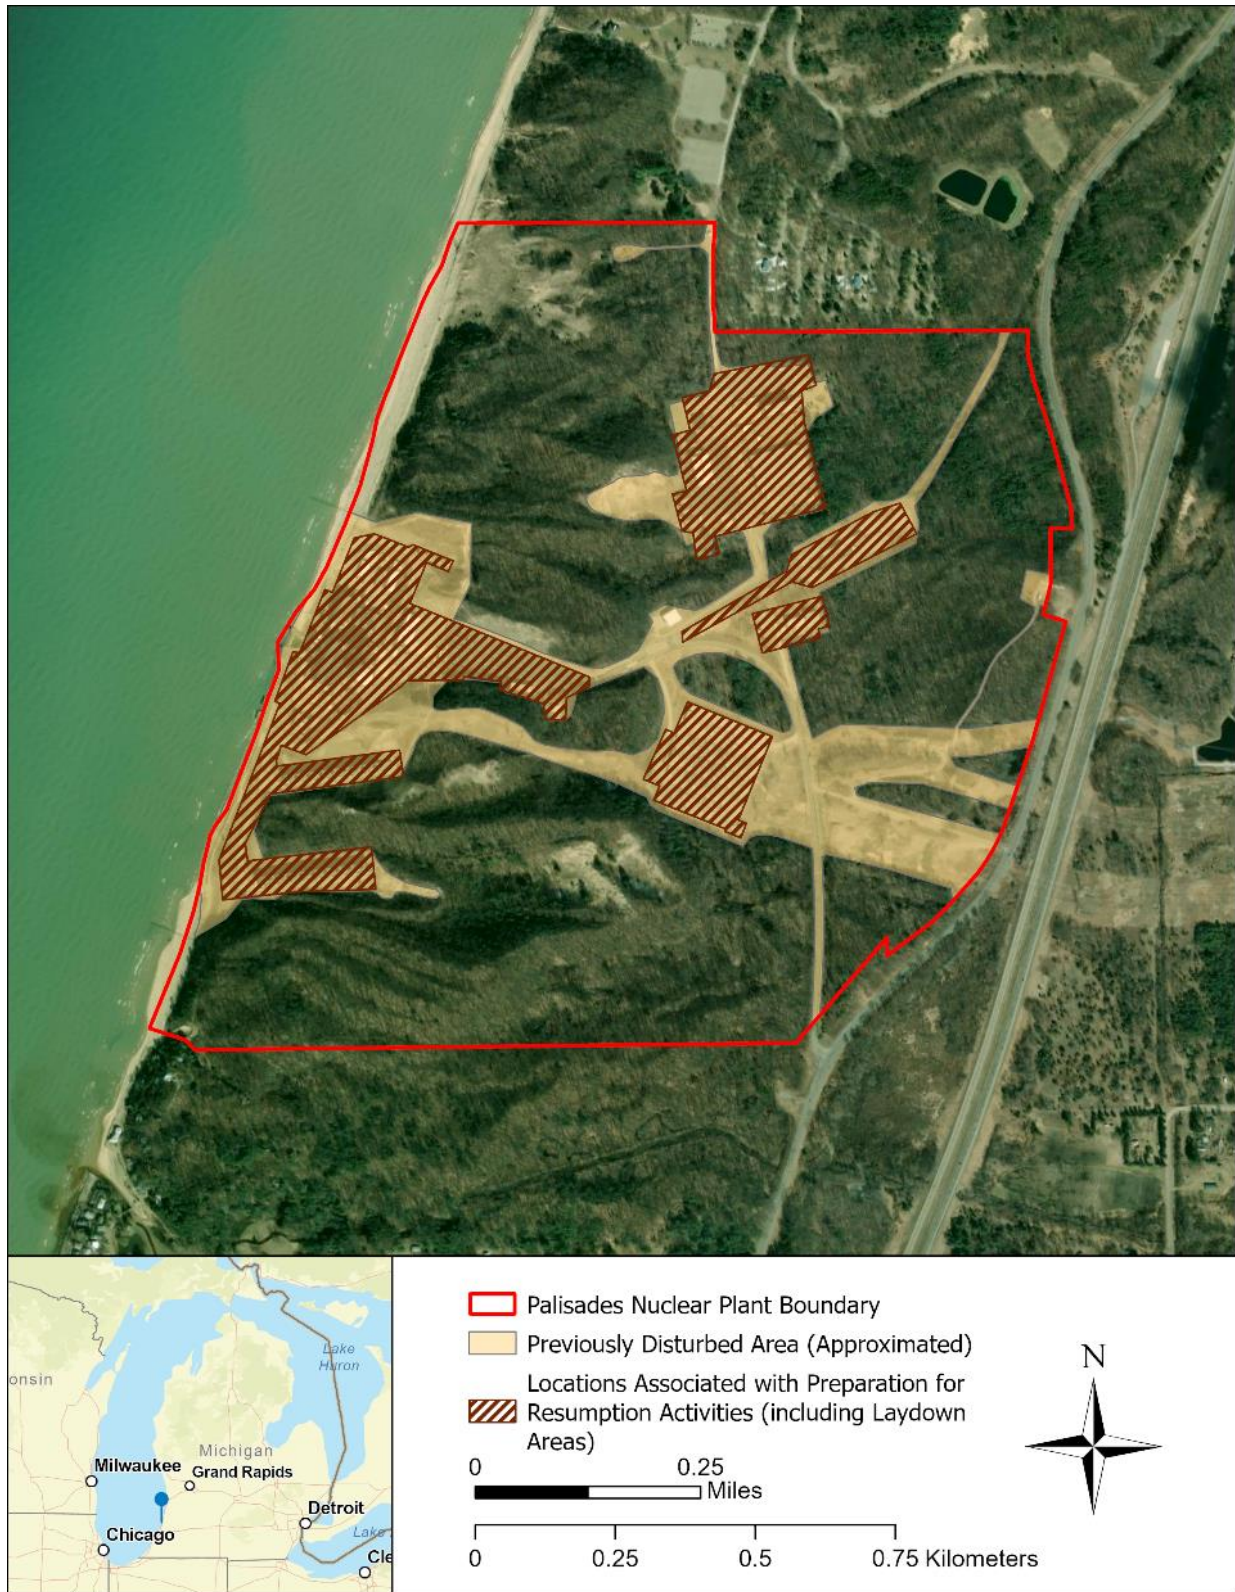 Palisades Nuclear Plant Boundary
Previously Disturbed Area (Approximated)
Locations Associated with Preparation for
Resumption Activities (including Laydown
Areas)
0 0.25
Miles
0 0.25 0.5 0.75 Kilometers
N
Lake
Huron
onsin
Michigan
Milwaukee
Grand Rapids
Detroit
Chicago
Lake
Cle